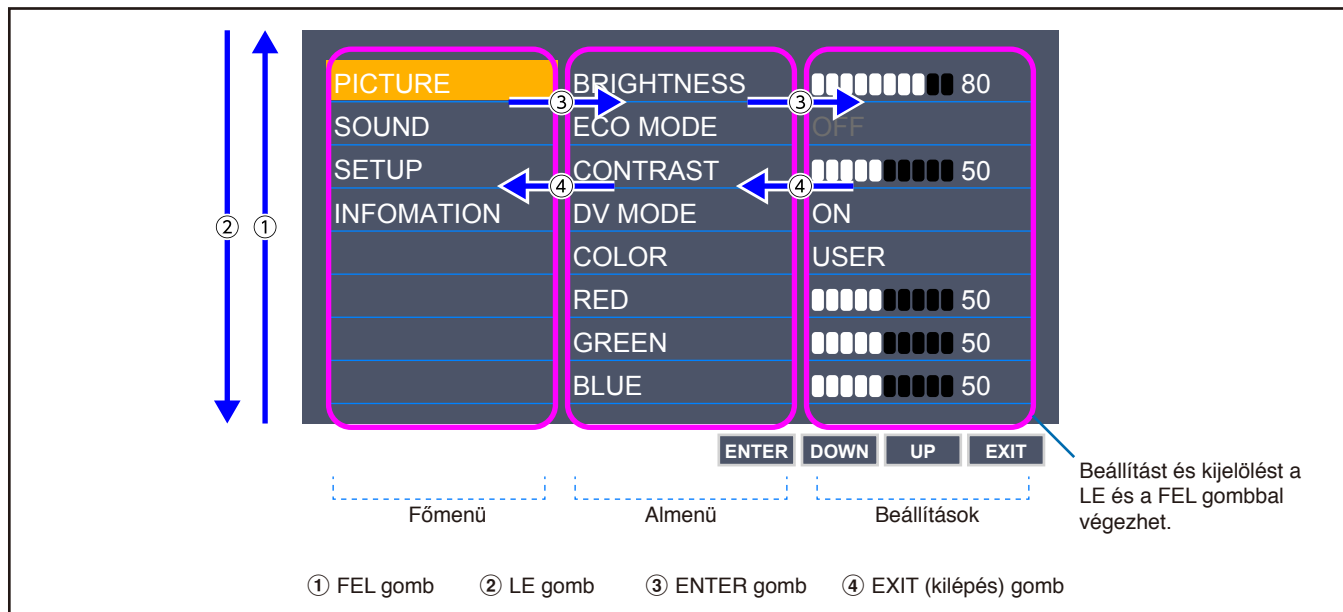 PICTURE ③ BRIGHTNESS ③ 80
SOUND ECO MODE OFF
SETUP ④ CONTRAST ④ 50
INFOMATION DV MODE ON
② ①
COLOR USER
RED 50
GREEN 50
BLUE 50
ENTER DOWN UP EXIT
Beállítást és kijelölést a
LE és a FEL gombbal
végezhet.
Főmenü Almenü Beállítások
① FEL gomb ② LE gomb ③ ENTER gomb ④ EXIT (kilépés) gomb